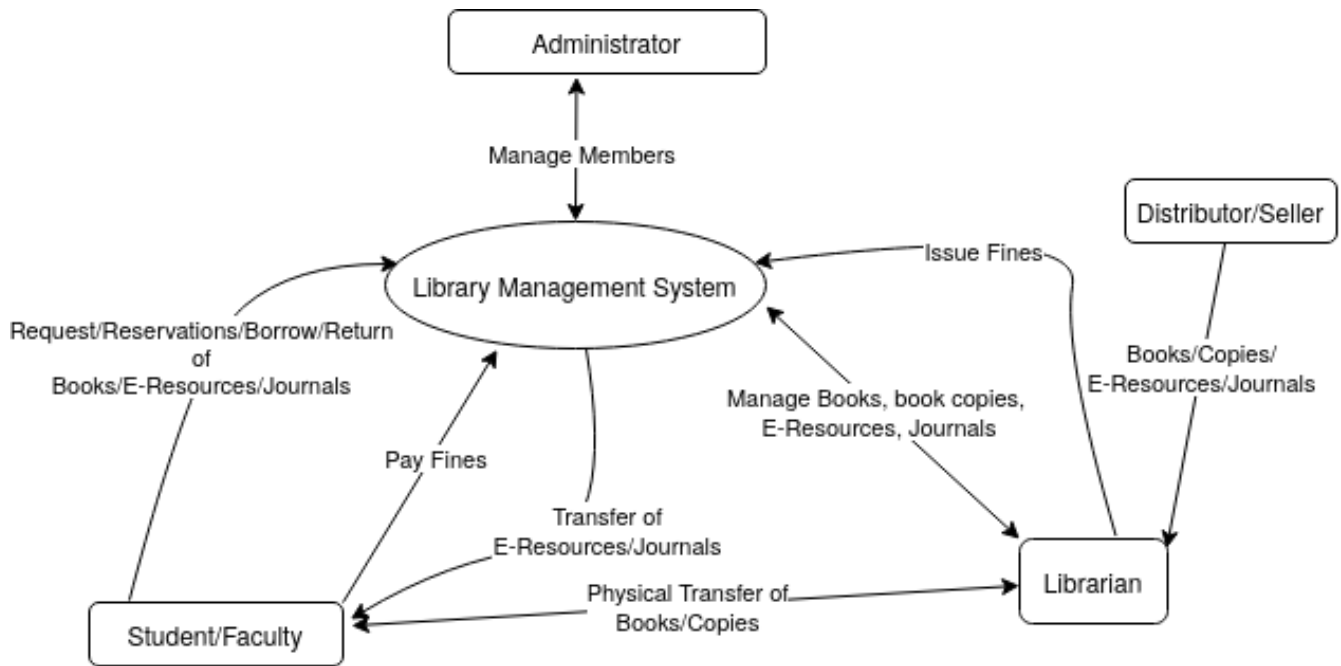 Administrator
Manage Members
Distributor/Seller
Issue Fines
Library Management System
Request/Reservations/Borrow/Return
of
Books/E-Resources/Journals
Books/Copies/
E-Resources/Journals
Manage Books, book copies,
E-Resources, Journals
Pay Fines
Transfer of
E-Resources/Journals
Physical Transfer of
Books/Copies
Librarian
Student/Faculty